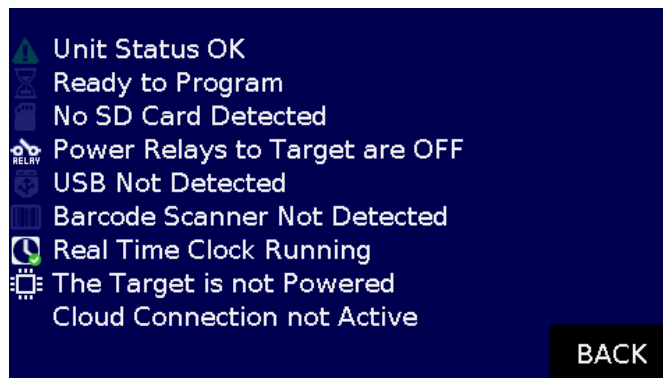 Unit Status OK
Ready to Program
No SD Card Detected
RELAY Power Relays to Target are OFF
USB Not Detected
Barcode Scanner Not Detected
Real Time Clock Running
The Target is not Powered
Cloud Connection not Active
BACK